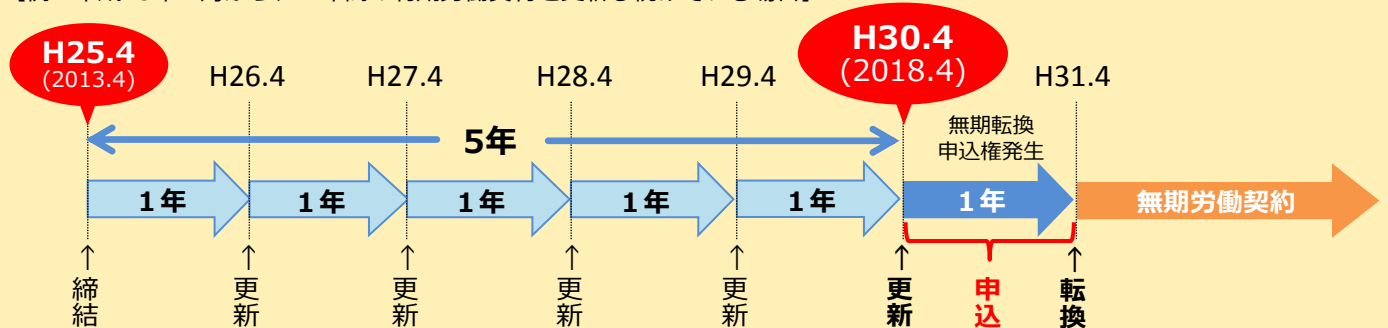 H25.4
(2013.4)
H26.4
H27.4
H28.4
H29.4
H30.4
(2018.4)
H31.4
5年
無期転換
申込権発生
1年
1年
1年
1年
1年
1年
無期労働契約
↑締結
↑更新
↑更新
↑更新
↑更新
↑更新
申込
↑転換